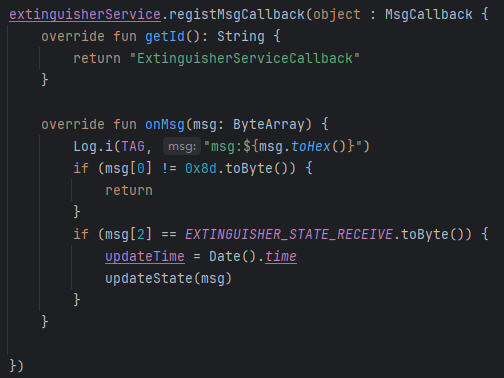 extinguisherService.registMsgCallback(object : MsgCallback {
override fun getId(): String {
return "ExtinguisherServiceCallback"
}
override fun onMsg(msg: ByteArray) {
Log.i(TAG, msg: "msg:${msg.toHex()}")
if (msg[0] != 0x8d.toByte()) {
return
}
if (msg[2] == EXTINGUISHER_STATE_RECEIVE.toByte()) {
updateTime = Date().time
updateState(msg)
}
}
})